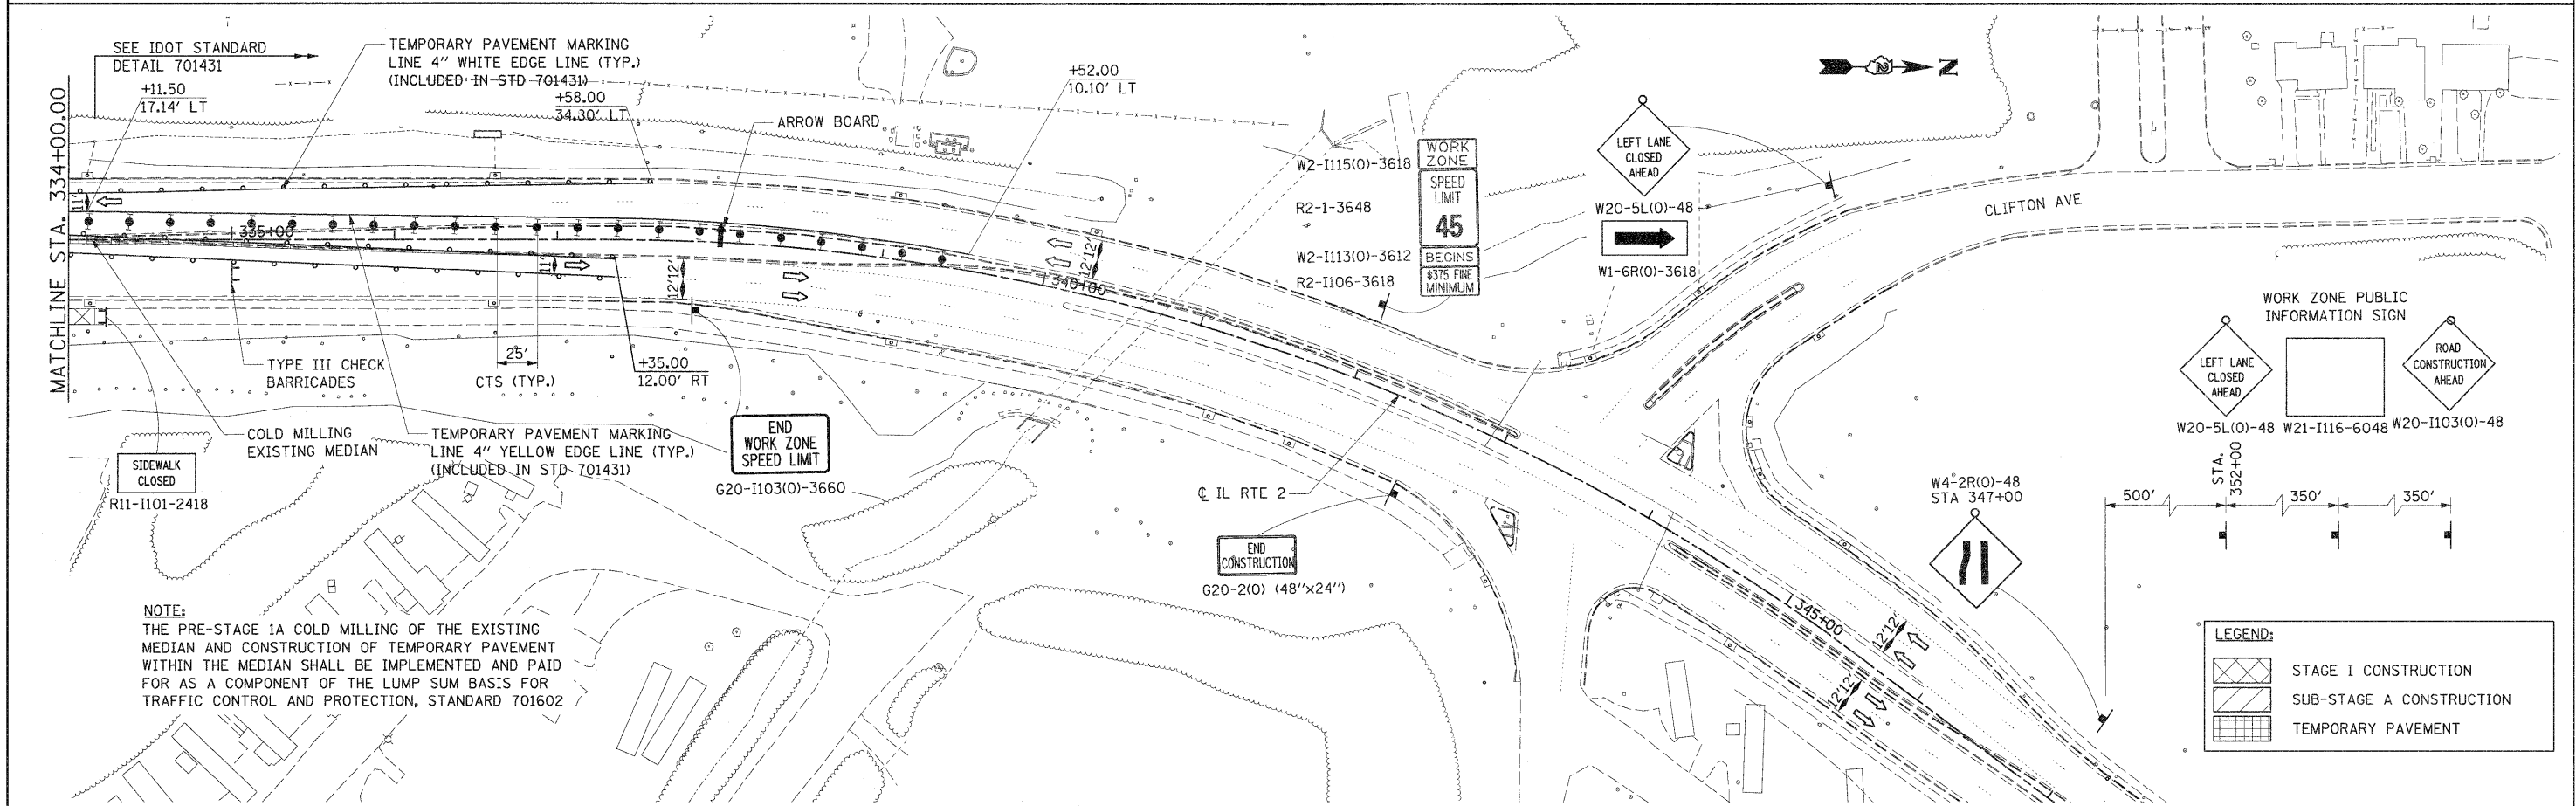 SEE IDOT STANDARD
DETAIL 701431
+11.50
17.14' LT
MATCHLINE STA. 334+00.00
TEMPORARY PAVEMENT MARKING
LINE 4" WHITE EDGE LINE (TYP.)
(INCLUDED IN STD 701431)
+58.00
34.30' LT
ARROW BOARD
+52.00
10.10' LT
11'
335+00
11'
12'12'
12'12'
340+00
TYPE III CHECK
BARRICADES
25'
CTS (TYP.)
+35.00
12.00' RT
COLD MILLING
EXISTING MEDIAN
TEMPORARY PAVEMENT MARKING
LINE 4" YELLOW EDGE LINE (TYP.)
(INCLUDED IN STD 701431)
SIDEWALK
CLOSED
R11-I101-2418
END
WORK ZONE
SPEED LIMIT
G20-I103(O)-3660
W2-I115(O)-3618
R2-1-3648
W2-I113(O)-3612
R2-I106-3618
WORK
ZONE
SPEED
LIMIT
45
BEGINS
$375 FINE
MINIMUM
LEFT LANE
CLOSED
AHEAD
W20-5L(O)-48
W1-6R(O)-3618
2
N
CLIFTON AVE
℄ IL RTE 2
END
CONSTRUCTION
G20-2(O) (48"x24")
345+00
12'12'
12'12'
W4-2R(O)-48
STA 347+00
WORK ZONE PUBLIC
INFORMATION SIGN
LEFT LANE
CLOSED
AHEAD
ROAD
CONSTRUCTION
AHEAD
W20-5L(O)-48 W21-I116-6048 W20-I103(O)-48
STA.
352+00
500' 350' 350'
NOTE:
THE PRE-STAGE 1A COLD MILLING OF THE EXISTING
MEDIAN AND CONSTRUCTION OF TEMPORARY PAVEMENT
WITHIN THE MEDIAN SHALL BE IMPLEMENTED AND PAID
FOR AS A COMPONENT OF THE LUMP SUM BASIS FOR
TRAFFIC CONTROL AND PROTECTION, STANDARD 701602
LEGEND:
STAGE I CONSTRUCTION
SUB-STAGE A CONSTRUCTION
TEMPORARY PAVEMENT